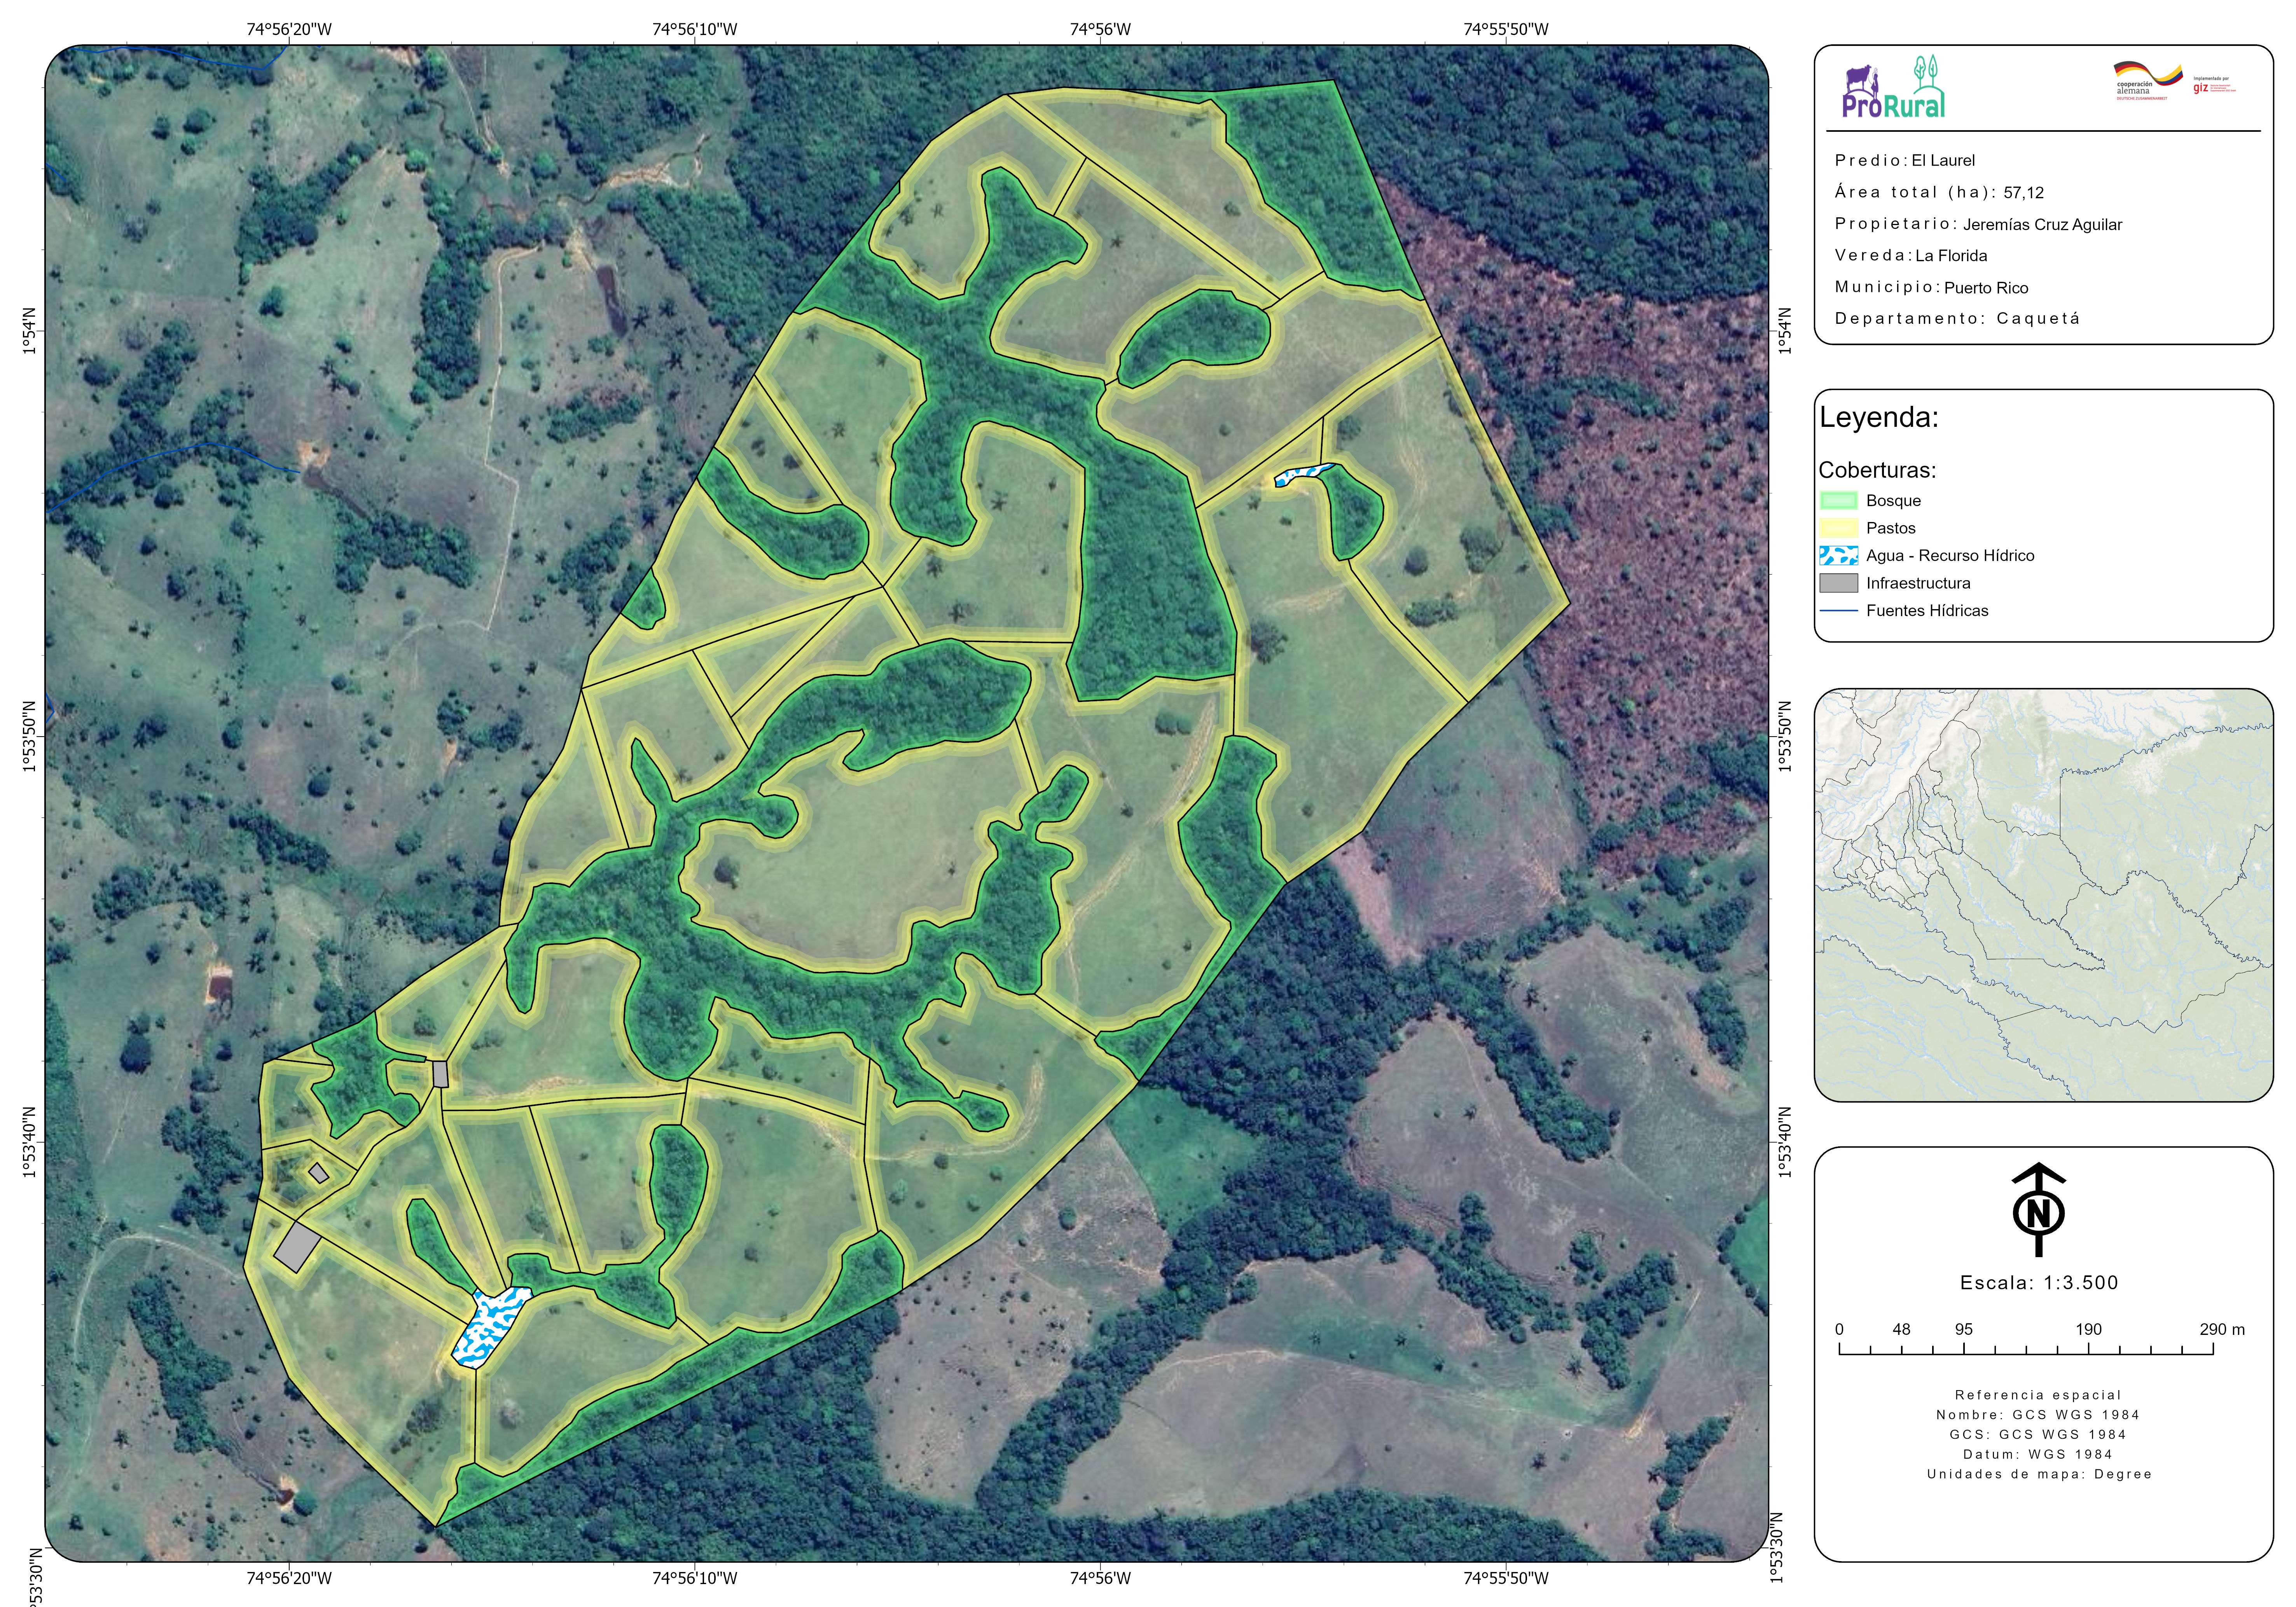 74°56'20"W
74°56'10"W
74°56'W
74°55'50"W
1°54'N
1°53'50"N
1°53'40"N
1°53'30"N
1°54'N
1°53'50"N
1°53'40"N
1°53'30"N
74°56'20"W
74°56'10"W
74°56'W
74°55'50"W
ProRural
cooperación
alemana
DEUTSCHE ZUSAMMENARBEIT
Implementada por
giz
Predio: El Laurel
Área total (ha): 57,12
Propietario: Jeremías Cruz Aguilar
Vereda: La Florida
Municipio: Puerto Rico
Departamento: Caquetá
Leyenda:
Coberturas:
Bosque
Pastos
Agua - Recurso Hídrico
Infraestructura
Fuentes Hídricas
N
Escala: 1:3.500
0 48 95 190 290 m
Referencia espacial
Nombre: GCS WGS 1984
GCS: GCS WGS 1984
Datum: WGS 1984
Unidades de mapa: Degree